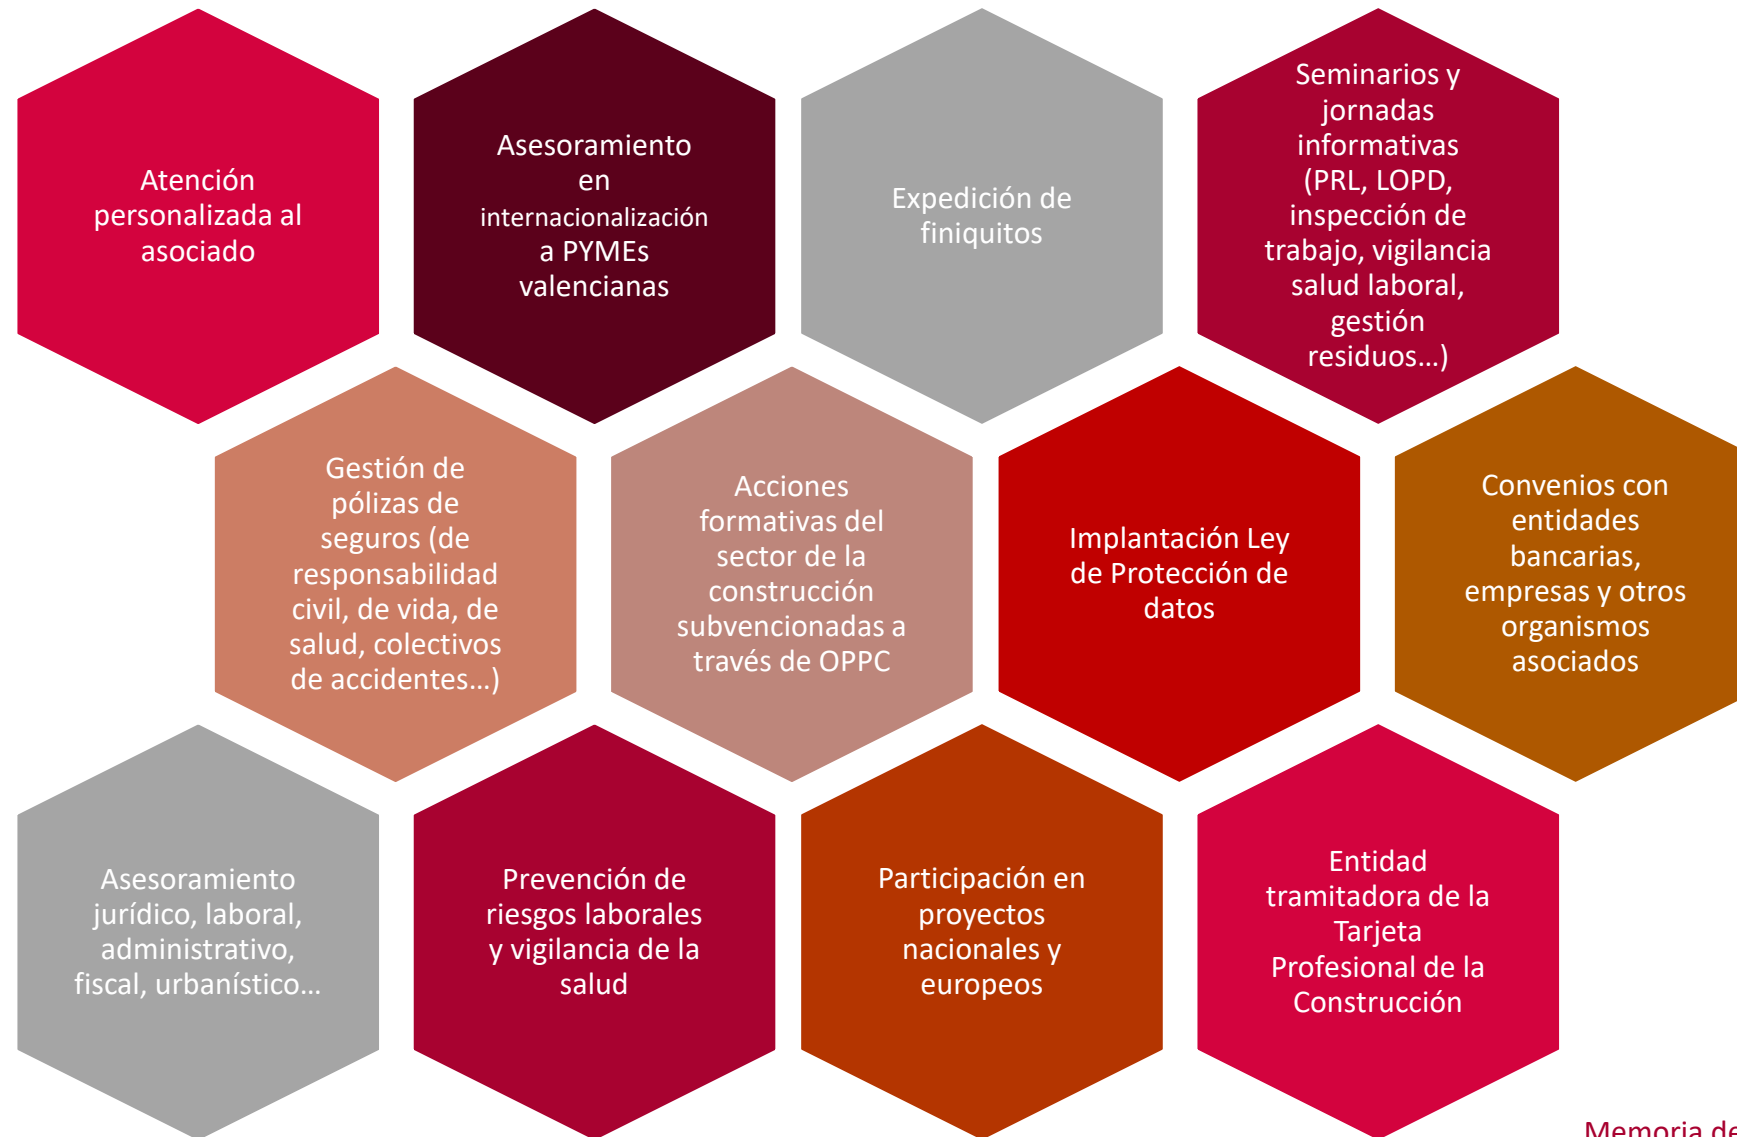 Atención
personalizada al
asociado
Asesoramiento
en
internacionalización
a PYMEs
valencianas
Expedición de
finiquitos
Seminarios y
jornadas
informativas
(PRL, LOPD,
inspección de
trabajo, vigilancia
salud laboral,
gestión
residuos...)
Gestión de
pólizas de
seguros (de
responsabilidad
civil, de vida, de
salud, colectivos
de accidentes...)
Acciones
formativas del
sector de la
construcción
subvencionadas a
través de OPPC
Implantación Ley
de Protección de
datos
Convenios con
entidades
bancarias,
empresas y otros
organismos
asociados
Asesoramiento
jurídico, laboral,
administrativo,
fiscal, urbanístico...
Prevención de
riesgos laborales
y vigilancia de la
salud
Participación en
proyectos
nacionales y
europeos
Entidad
tramitadora de la
Tarjeta
Profesional de la
Construcción
Memoria de